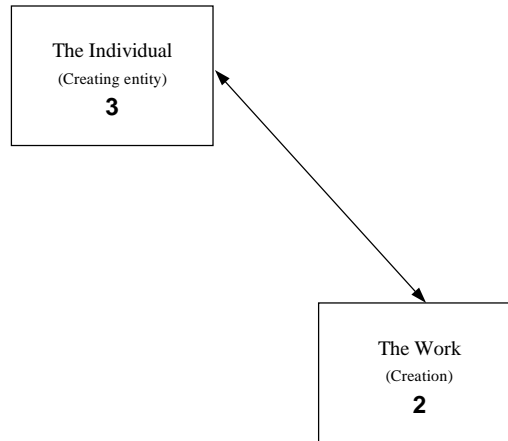 The Individual
(Creating entity)
3
The Work
(Creation)
2